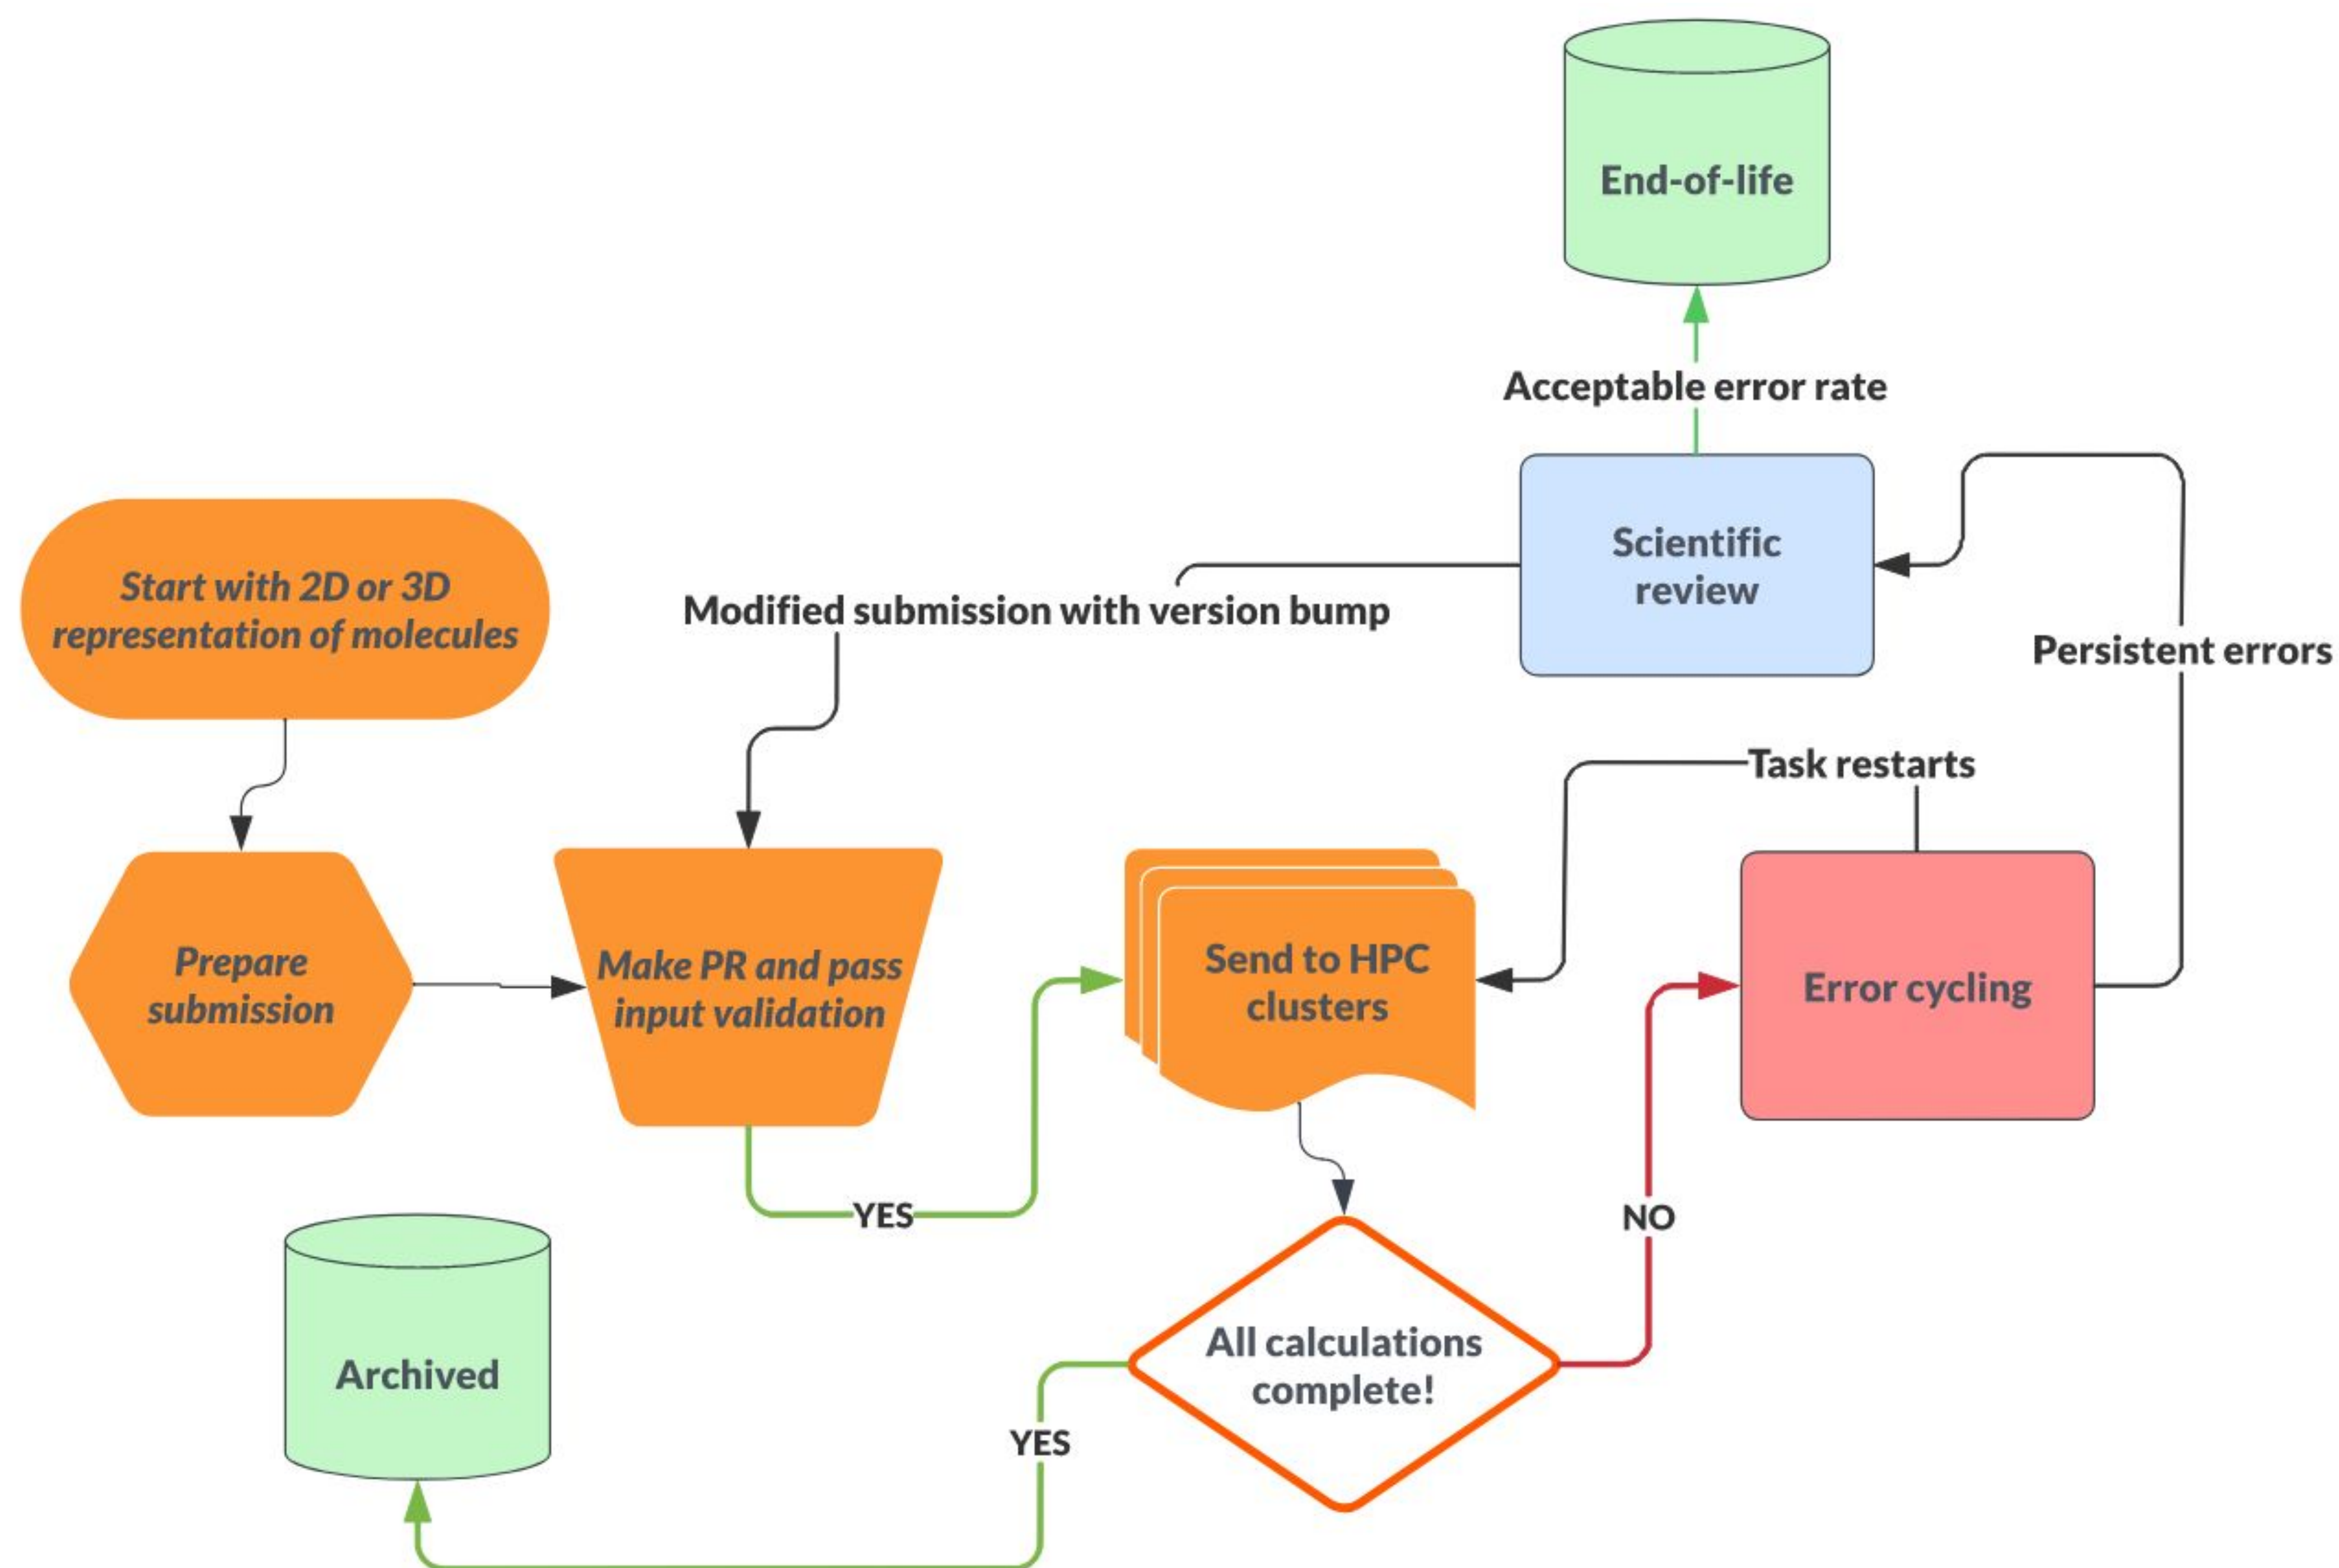 End-of-life
Acceptable error rate
Scientific
review
Start with 2D or 3D
representation of molecules
Modified submission with version bump
Persistent errors
Task restarts
Prepare
submission
Make PR and pass
input validation
Send to HPC
clusters
Error cycling
YES
NO
Archived
All calculations
complete!
YES